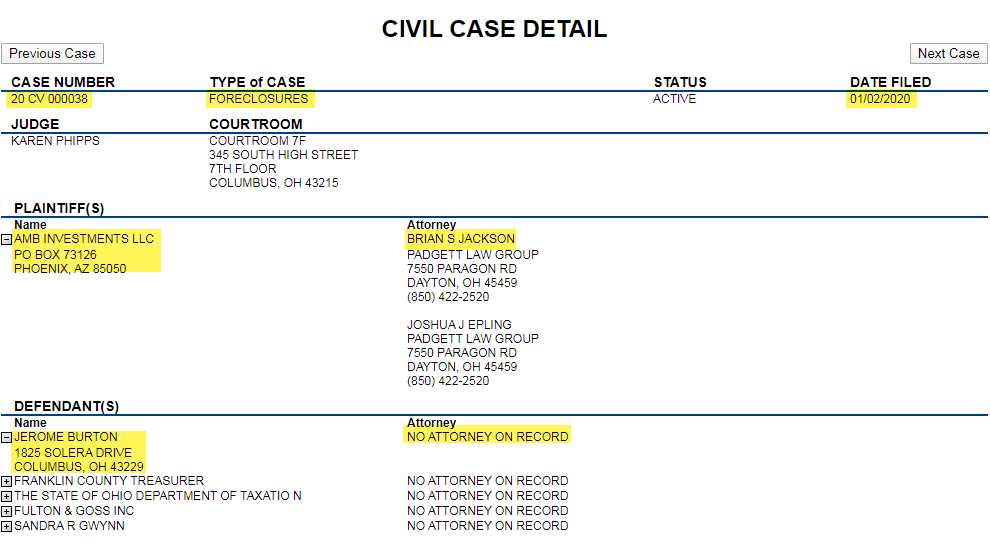 CIVIL CASE DETAIL
Previous Case Next Case
CASE NUMBER TYPE of CASE STATUS DATE FILED
20 CV 000038 FORECLOSURES ACTIVE 01/02/2020
JUDGE COURTROOM
KAREN PHIPPS COURTROOM 7F
345 SOUTH HIGH STREET
7TH FLOOR
COLUMBUS, OH 43215
PLAINTIFF(S)
Name Attorney
AMB INVESTMENTS LLC BRIAN S JACKSON
PO BOX 73126 PADGETT LAW GROUP
PHOENIX, AZ 85050 7550 PARAGON RD
DAYTON, OH 45459
(850) 422-2520
JOSHUA J EPLING
PADGETT LAW GROUP
7550 PARAGON RD
DAYTON, OH 45459
(850) 422-2520
DEFENDANT(S)
Name Attorney
JEROME BURTON NO ATTORNEY ON RECORD
1825 SOLERA DRIVE
COLUMBUS, OH 43229
FRANKLIN COUNTY TREASURER NO ATTORNEY ON RECORD
THE STATE OF OHIO DEPARTMENT OF TAXATIO N NO ATTORNEY ON RECORD
FULTON & GOSS INC NO ATTORNEY ON RECORD
SANDRA R GWYNN NO ATTORNEY ON RECORD